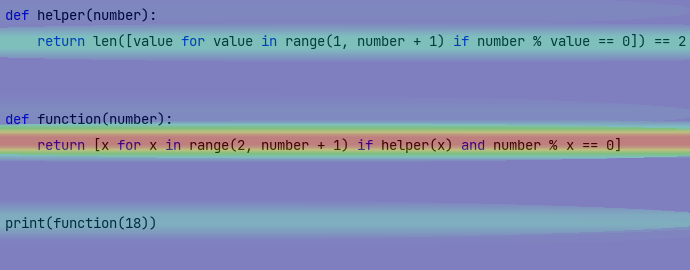 def helper(number):
    return len([value for value in range(1, number + 1) if number % value == 0]) == 2
def function(number):
    return [x for x in range(2, number + 1) if helper(x) and number % x == 0]
print(function(18))